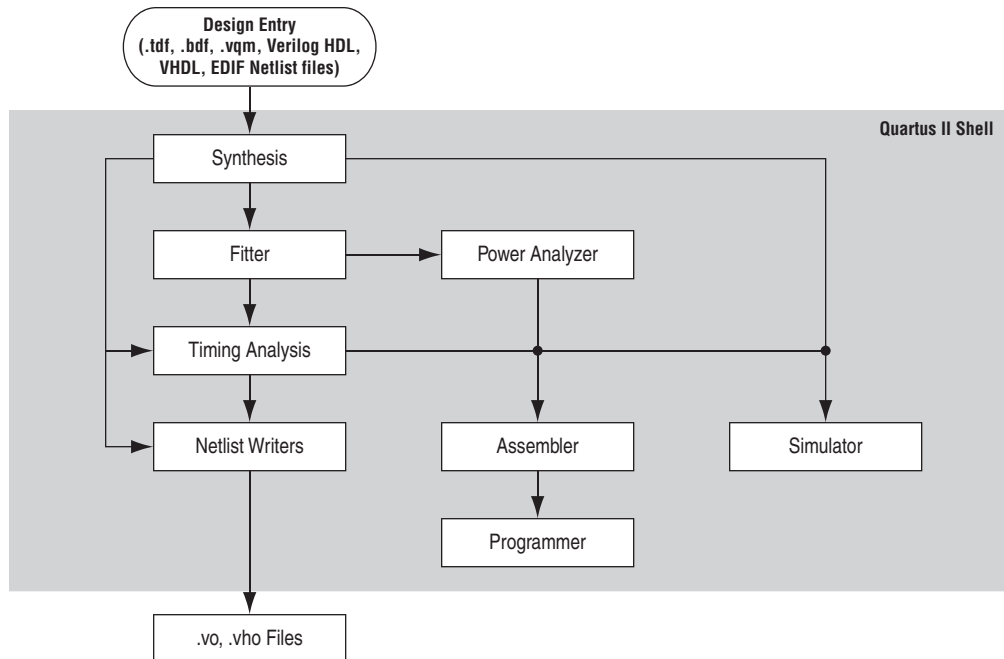 Design Entry
(.tdf, .bdf, .vqm, Verilog HDL,
VHDL, EDIF Netlist files)
Quartus II Shell
Synthesis
Fitter
Power Analyzer
Timing Analysis
Netlist Writers
Assembler
Simulator
Programmer
.vo, .vho Files